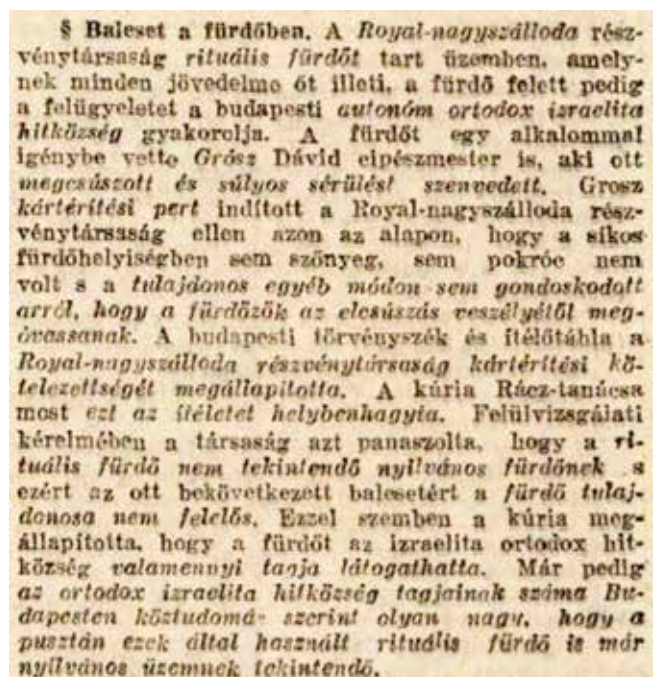 § Baleset a fürdőben. A Royal-nagyszálloda rész-
vénytársaság rituális fürdőt tart üzemben, amely-
nek minden jövedelme őt illeti, a fürdő felett pedig
a felügyeletet a budapesti autonóm ortodox izraelita
hitközség gyakorolja. A fürdőt egy alkalommal
igénybe vette Grósz Dávid cipészmester is, aki ott
megcsúszott és súlyos sérülést szenvedett. Grosz
kártérítési pert indított a Royal-nagyszálloda rész-
vénytársaság ellen azon az alapon, hogy a síkos
fürdőhelyiségben sem szőnyeg, sem pokróc nem
volt s a tulajdonos egyéb módon sem gondoskodott
arról, hogy a fürdőzők az elcsúszás veszélyétől meg-
óvassanak. A budapesti törvényszék és ítélőtábla a
Royal-nagyszálloda részvénytársaság kártérítési kö-
telezettségét megállapította. A kúria Rácz-tanácsa
most ezt az ítéletet helybenhagyta. Felülvizsgálati
kérelmében a társaság azt panaszolta, hogy a ri-
tuális fürdő nem tekintendő nyilvános fürdőnek s
ezért az ott bekövetkezett balesetért a fürdő tulaj-
donosa nem felelős. Ezzel szemben a kúria meg-
állapította, hogy a fürdőt az izraelita ortodox hit-
község valamennyi tagja látogathatta. Már pedig
az ortodox izraelita hitközség tagjainak száma Bu-
dapesten köztudomás szerint olyan nagy, hogy a
pusztán ezek által használt rituális fürdő is már
nyilvános üzemnek tekintendő.